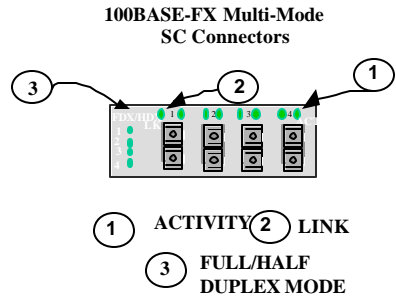 100BASE-FX Multi-Mode
SC Connectors
3
2
1
FDX/HD
LK
1
2
3
4
1
2
3
4
1 ACTIVITY 2 LINK
3 FULL/HALF
DUPLEX MODE